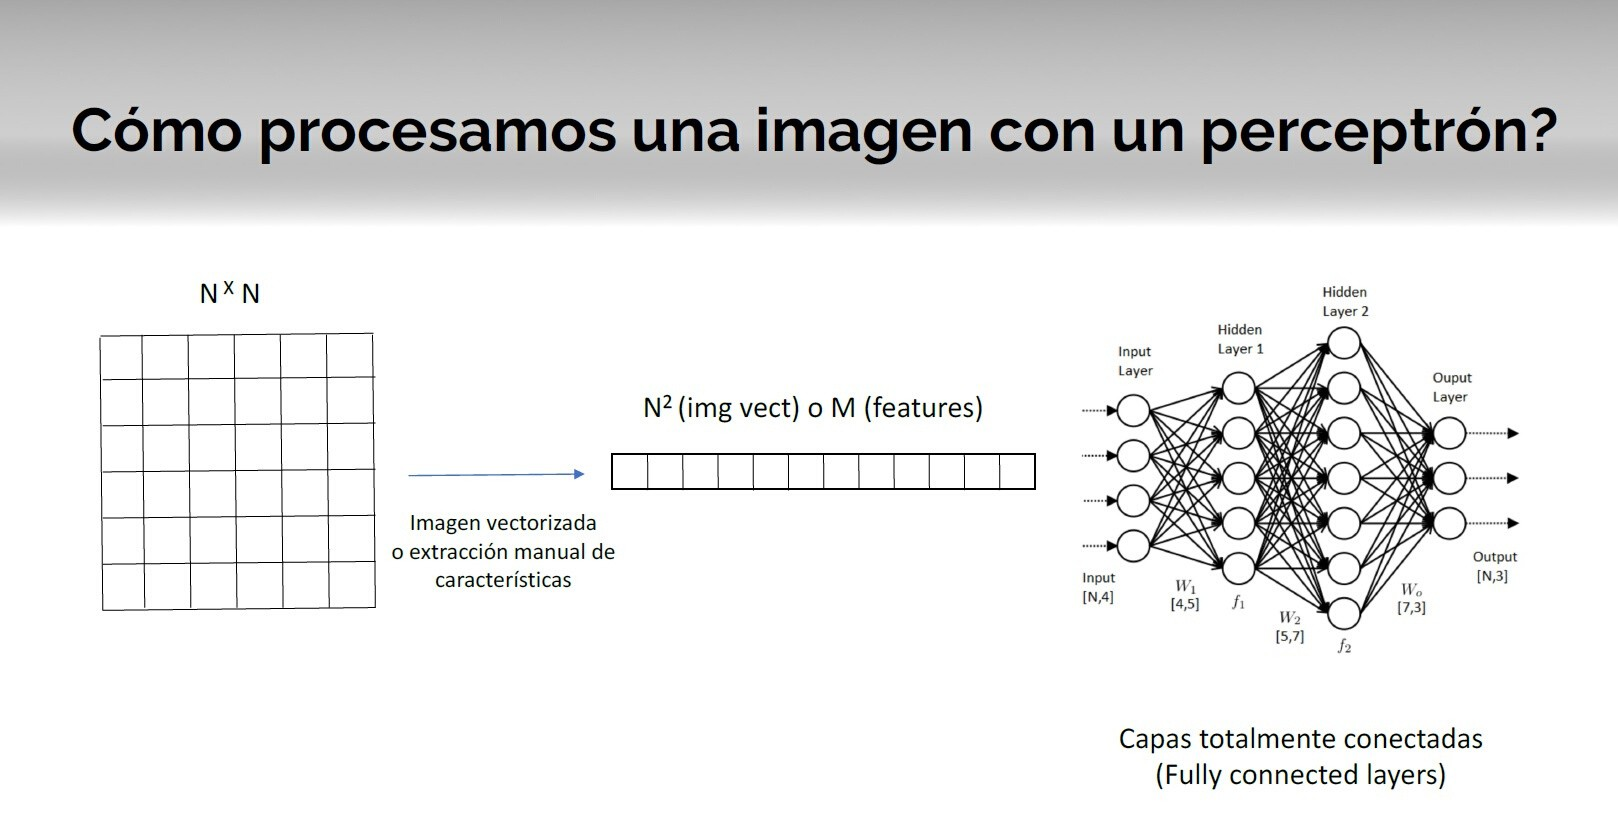 Cómo procesamos una imagen con un perceptrón?
N X N
Imagen vectorizada
o extracción manual de
características
N² (img vect) o M (features)
Input
Layer
Hidden
Layer 1
Hidden
Layer 2
Ouput
Layer
Input
[N,4]
W₁
[4,5]
f₁
W₂
[5,7]
f₂
Wₒ
[7,3]
Output
[N,3]
Capas totalmente conectadas
(Fully connected layers)